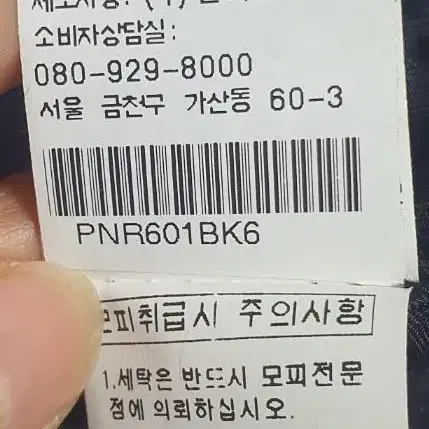 소비자상담실:
080-929-8000
서울 금천구 가산동 60-3
PNR601BK6
모피취급시 주의사항
1.세탁은 반드시 모피전문
점에 의뢰하십시오.